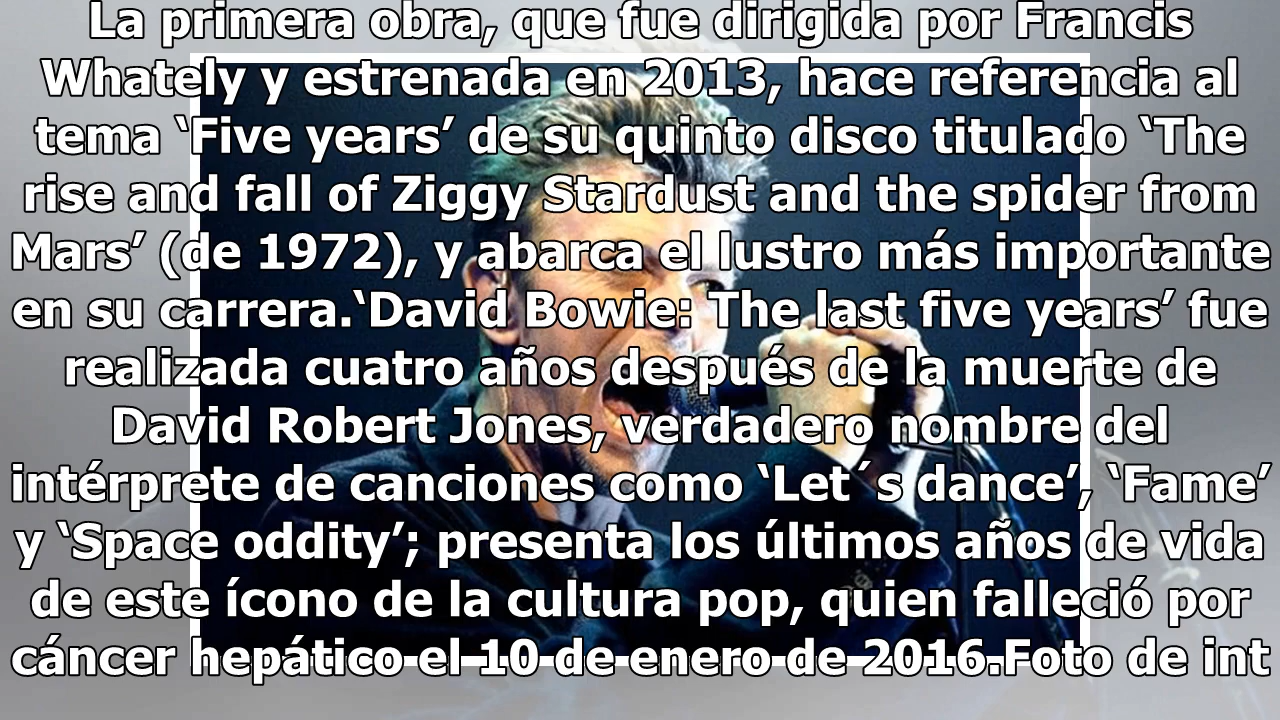 La primera obra, que fue dirigida por Francis
Whately y estrenada en 2013, hace referencia al
tema ‘Five years’ de su quinto disco titulado ‘The
rise and fall of Ziggy Stardust and the spider from
Mars’ (de 1972), y abarca el lustro más importante
en su carrera.‘David Bowie: The last five years’ fue
realizada cuatro años después de la muerte de
David Robert Jones, verdadero nombre del
intérprete de canciones como ‘Let´s dance’, ‘Fame’
y ‘Space oddity’; presenta los últimos años de vida
de este ícono de la cultura pop, quien falleció por
cáncer hepático el 10 de enero de 2016.Foto de int